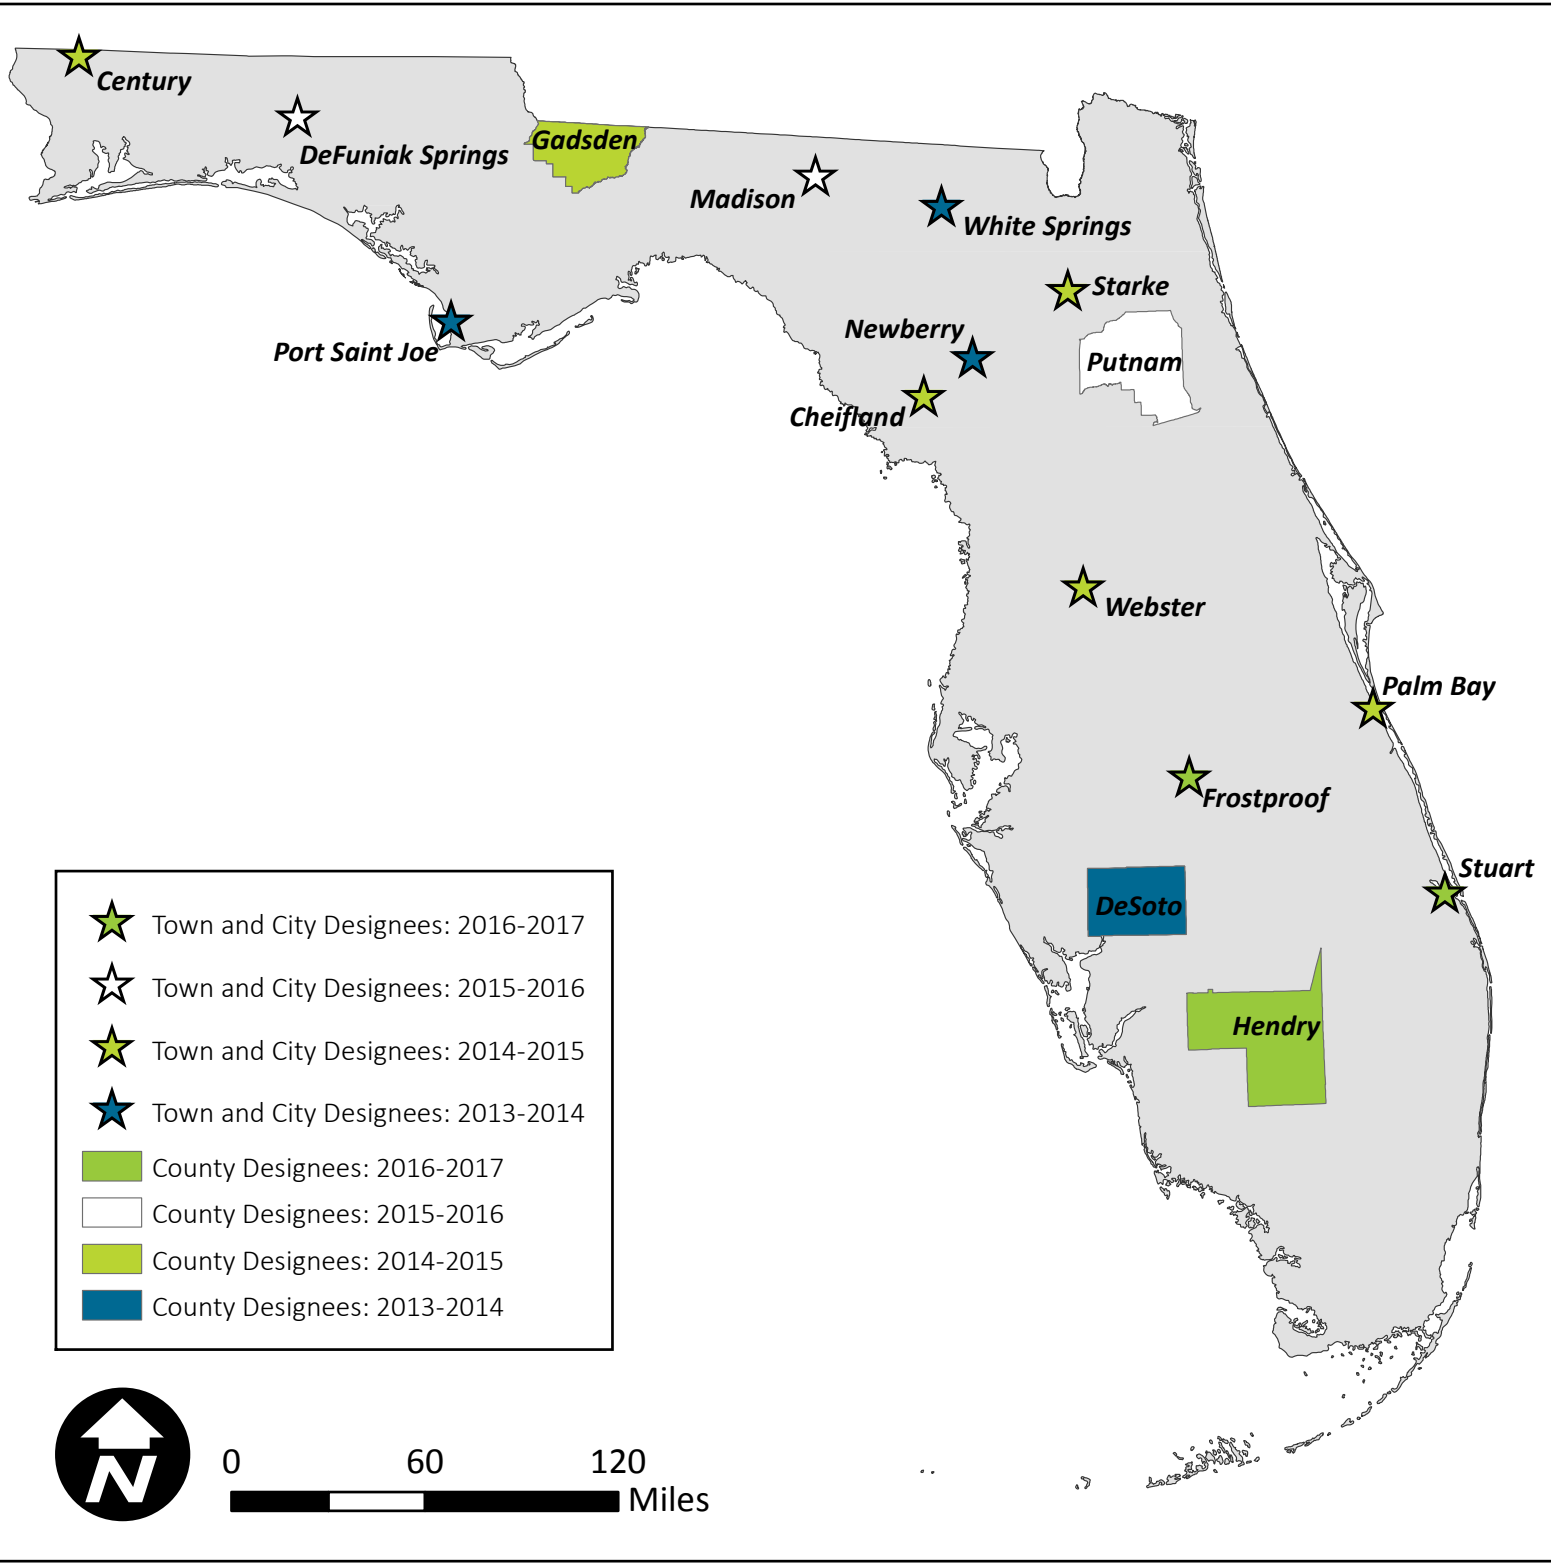 Century
DeFuniak Springs
Gadsden
Madison
White Springs
Starke
Port Saint Joe
Newberry
Putnam
Cheifland
Webster
Palm Bay
Frostproof
Stuart
DeSoto
Hendry
Town and City Designees: 2016-2017
Town and City Designees: 2015-2016
Town and City Designees: 2014-2015
Town and City Designees: 2013-2014
County Designees: 2016-2017
County Designees: 2015-2016
County Designees: 2014-2015
County Designees: 2013-2014
N
0 60 120
Miles